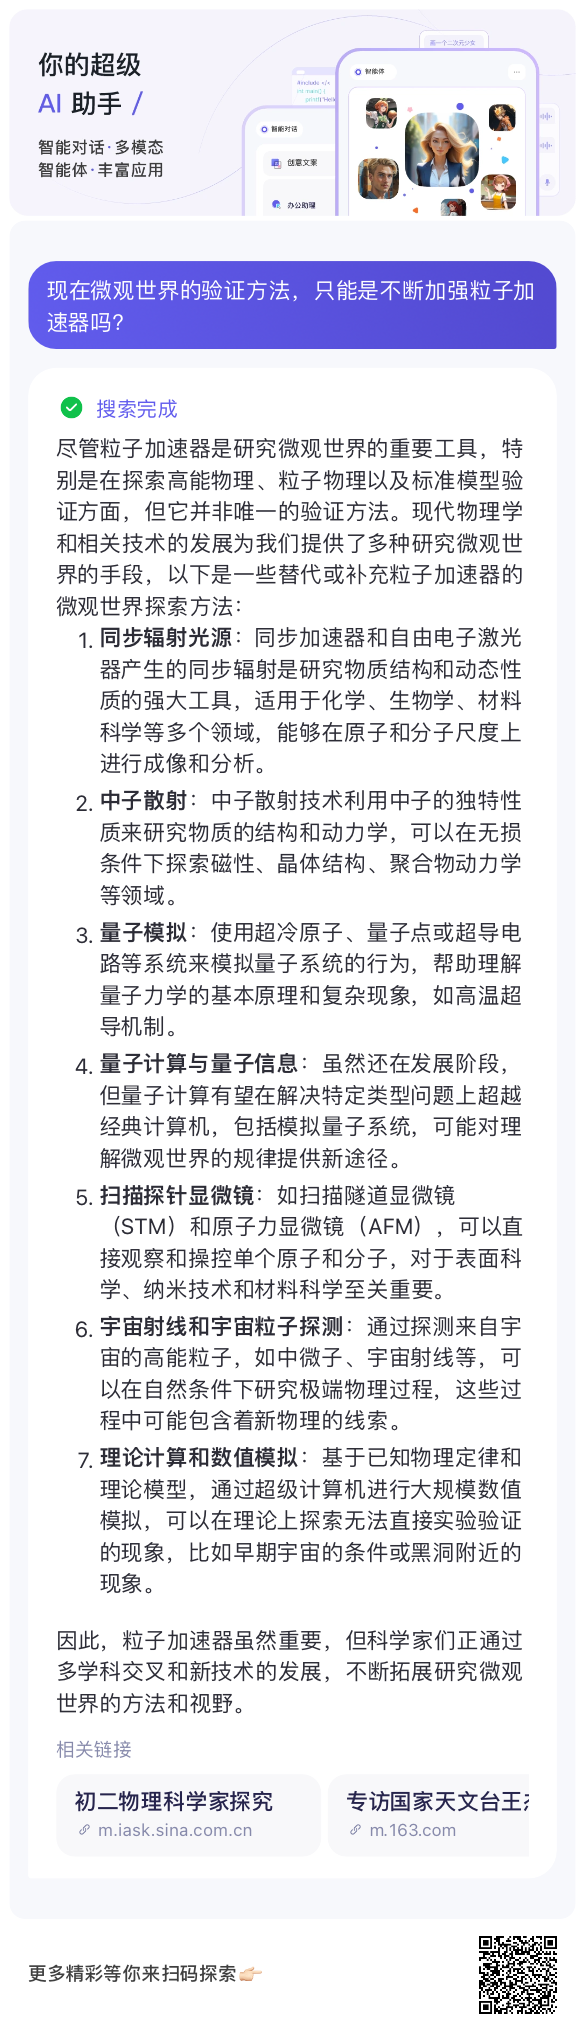 你的超级
AI 助手 /
智能对话·多模态
智能体·丰富应用
画一个二次元少女
#include </>
int main() {
智能体
智能对话
创意文案
办公助理
现在微观世界的验证方法，只能是不断加强粒子加
速器吗？
搜索完成
尽管粒子加速器是研究微观世界的重要工具，特
别是在探索高能物理、粒子物理以及标准模型验
证方面，但它并非唯一的验证方法。现代物理学
和相关技术的发展为我们提供了多种研究微观世
界的手段，以下是一些替代或补充粒子加速器的
微观世界探索方法：
1. 同步辐射光源：同步加速器和自由电子激光
器产生的同步辐射是研究物质结构和动态性
质的强大工具，适用于化学、生物学、材料
科学等多个领域，能够在原子和分子尺度上
进行成像和分析。
2. 中子散射：中子散射技术利用中子的独特性
质来研究物质的结构和动力学，可以在无损
条件下探索磁性、晶体结构、聚合物动力学
等领域。
3. 量子模拟：使用超冷原子、量子点或超导电
路等系统来模拟量子系统的行为，帮助理解
量子力学的基本原理和复杂现象，如高温超
导机制。
4. 量子计算与量子信息：虽然还在发展阶段，
但量子计算有望在解决特定类型问题上超越
经典计算机，包括模拟量子系统，可能对理
解微观世界的规律提供新途径。
5. 扫描探针显微镜：如扫描隧道显微镜
（STM）和原子力显微镜（AFM），可以直
接观察和操控单个原子和分子，对于表面科
学、纳米技术和材料科学至关重要。
6. 宇宙射线和宇宙粒子探测：通过探测来自宇
宙的高能粒子，如中微子、宇宙射线等，可
以在自然条件下研究极端物理过程，这些过
程中可能包含着新物理的线索。
7. 理论计算和数值模拟：基于已知物理定律和
理论模型，通过超级计算机进行大规模数值
模拟，可以在理论上探索无法直接实验验证
的现象，比如早期宇宙的条件或黑洞附近的
现象。
因此，粒子加速器虽然重要，但科学家们正通过
多学科交叉和新技术的发展，不断拓展研究微观
世界的方法和视野。
相关链接
初二物理科学家探究
m.iask.sina.com.cn
专访国家天文台王
m.163.com
更多精彩等你来扫码探索👉🏻